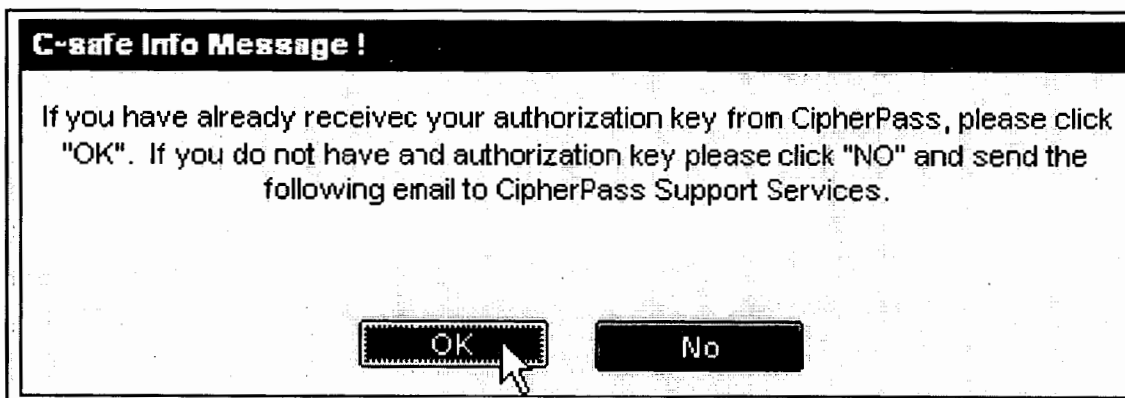 C-safe Info Message !
If you have already received your authorization key from CipherPass, please click
"OK". If you do not have and authorization key please click "NO" and send the
following email to CipherPass Support Services.
OK
No